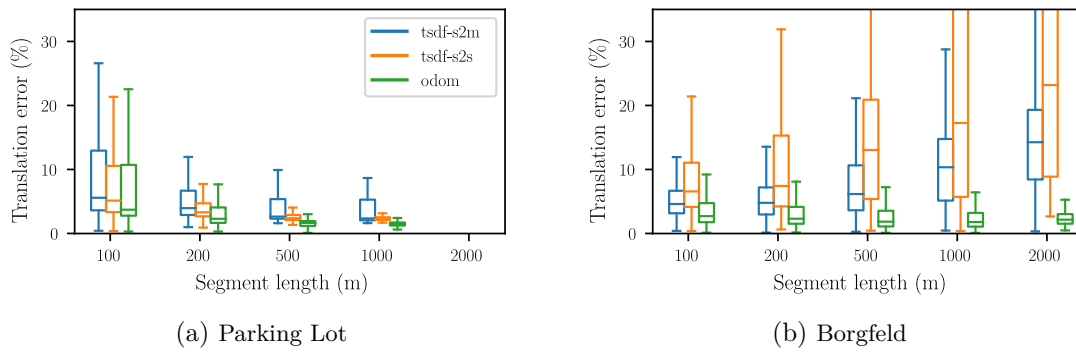 Translation error (%)
30
20
10
0
tsdf-s2m
tsdf-s2s
odom
100 200 500 1000 2000
Segment length (m)
(a) Parking Lot
Translation error (%)
30
20
10
0
100 200 500 1000 2000
Segment length (m)
(b) Borgfeld